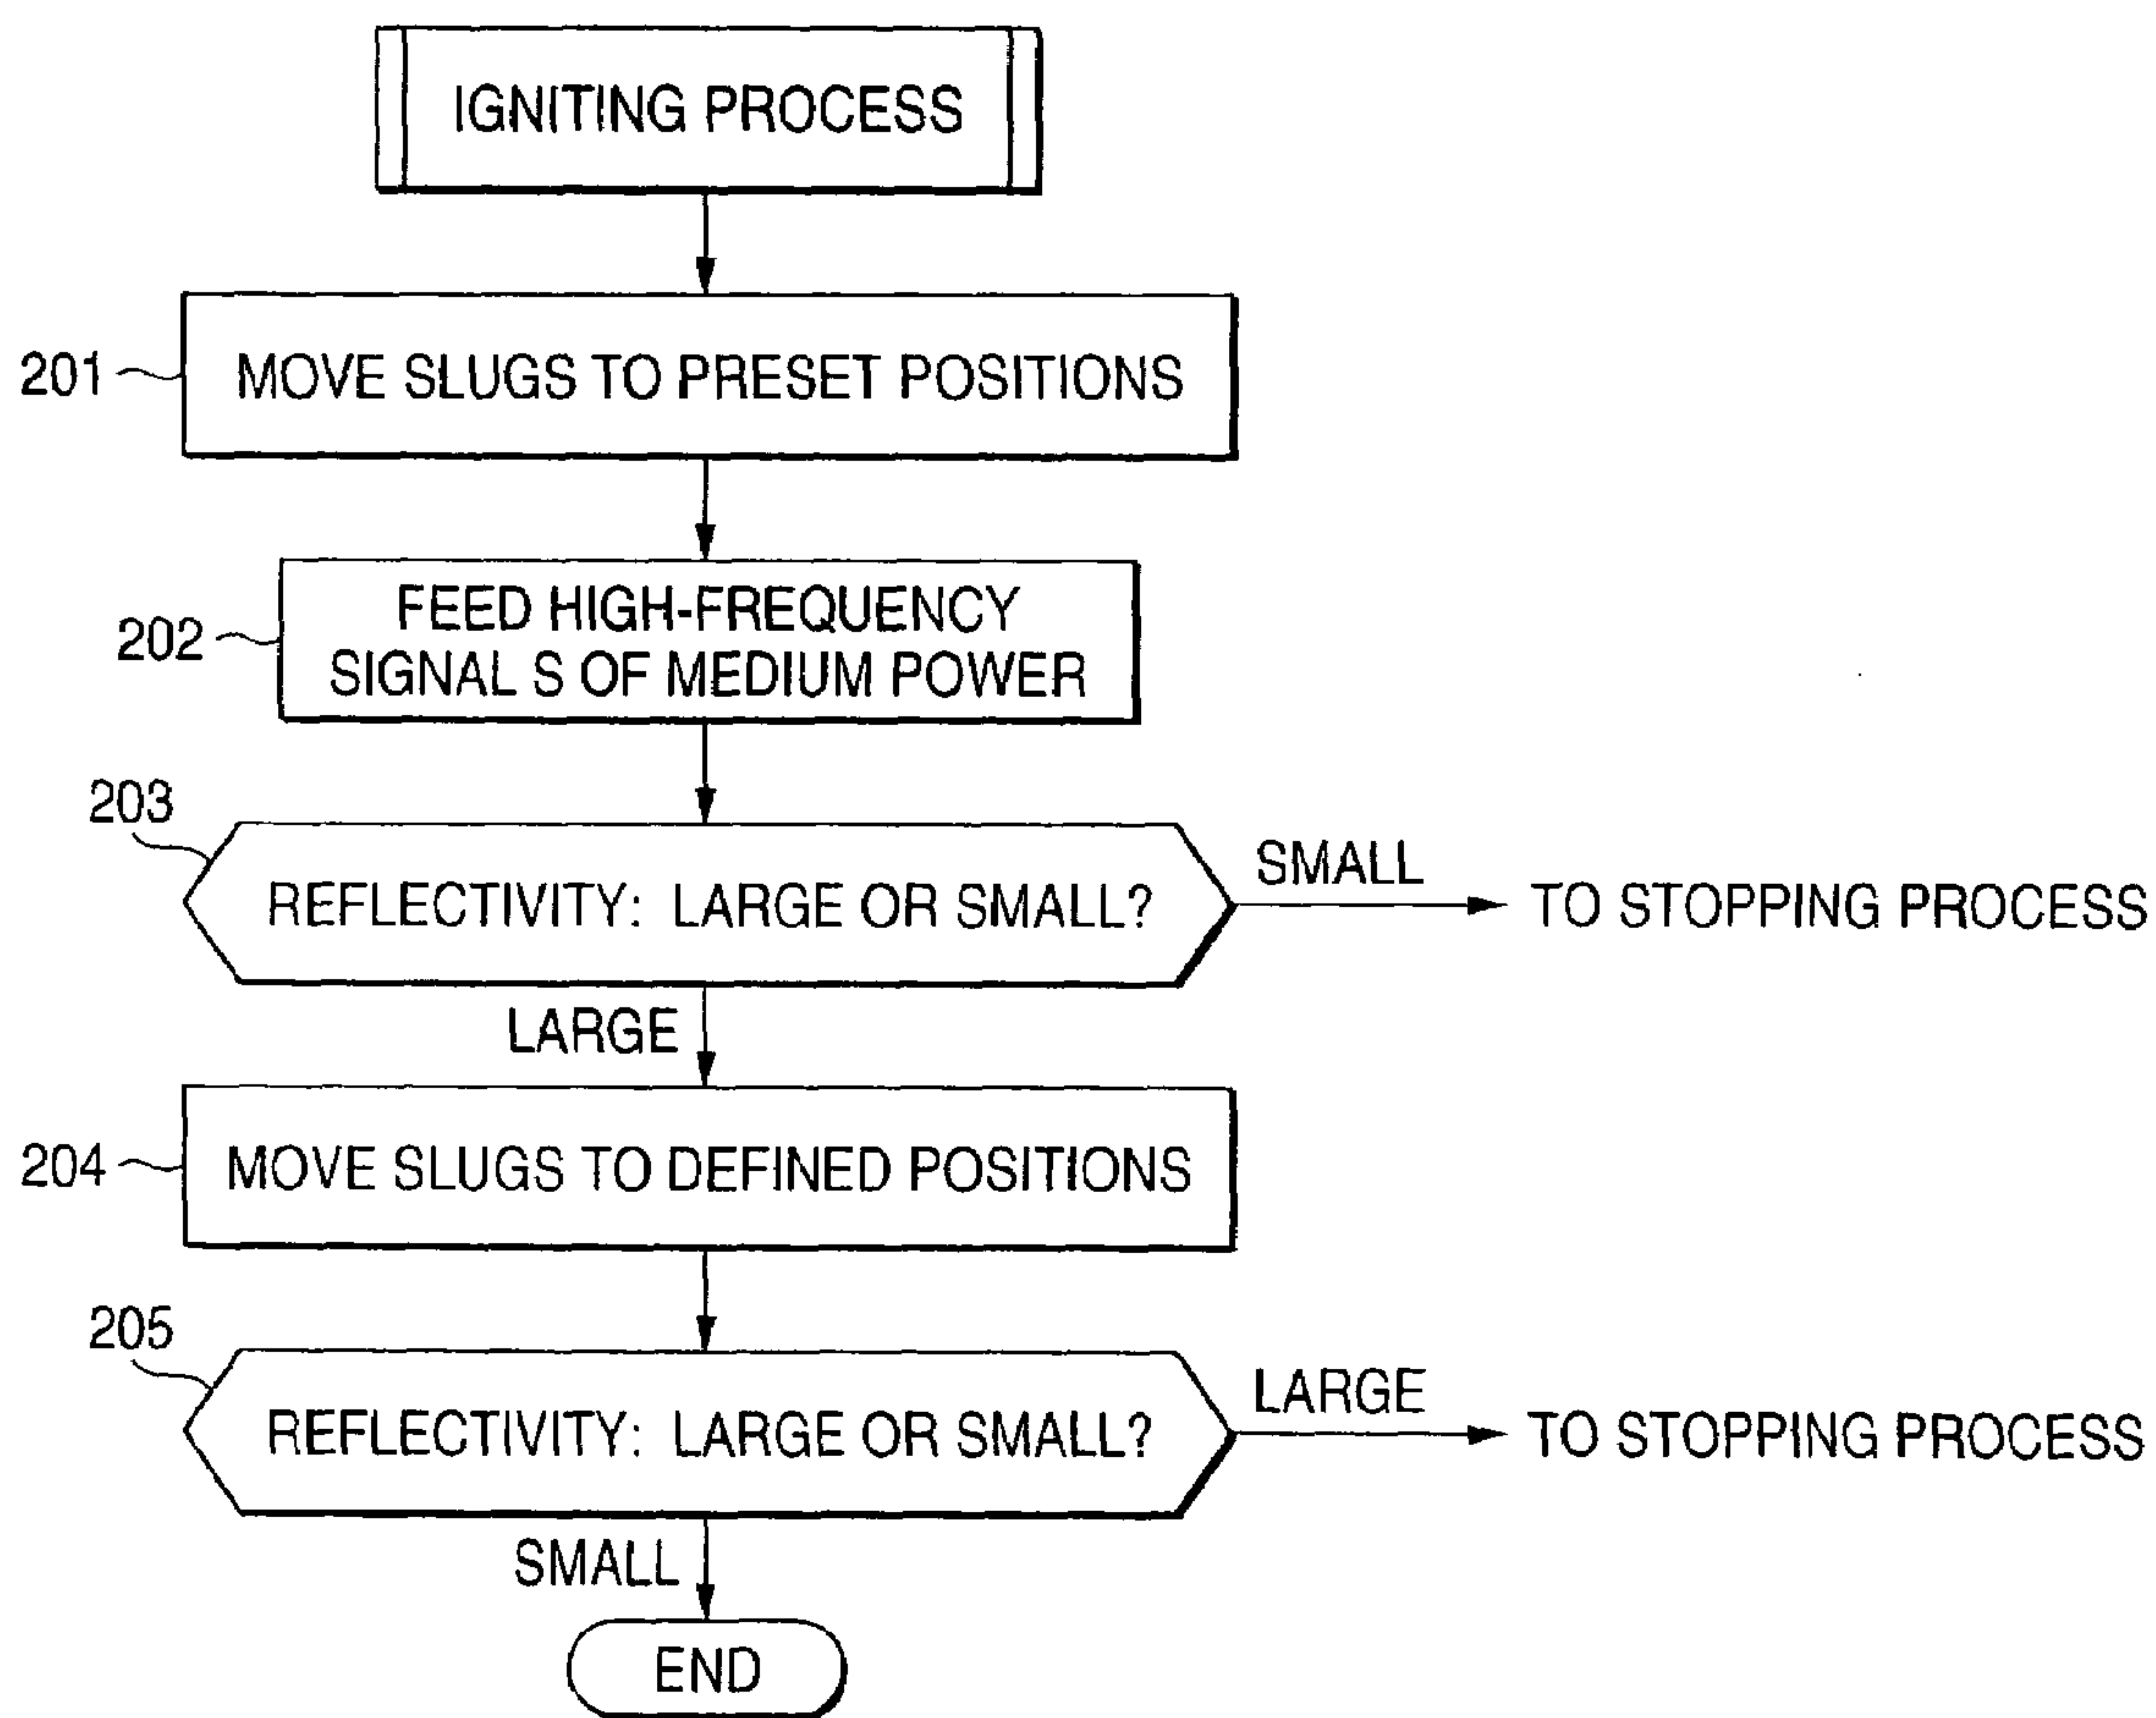 IGNITING PROCESS
201
MOVE SLUGS TO PRESET POSITIONS
202
FEED HIGH-FREQUENCY
SIGNAL S OF MEDIUM POWER
203
REFLECTIVITY: LARGE OR SMALL?
SMALL
TO STOPPING PROCESS
LARGE
204
MOVE SLUGS TO DEFINED POSITIONS
205
REFLECTIVITY: LARGE OR SMALL?
LARGE
TO STOPPING PROCESS
SMALL
END